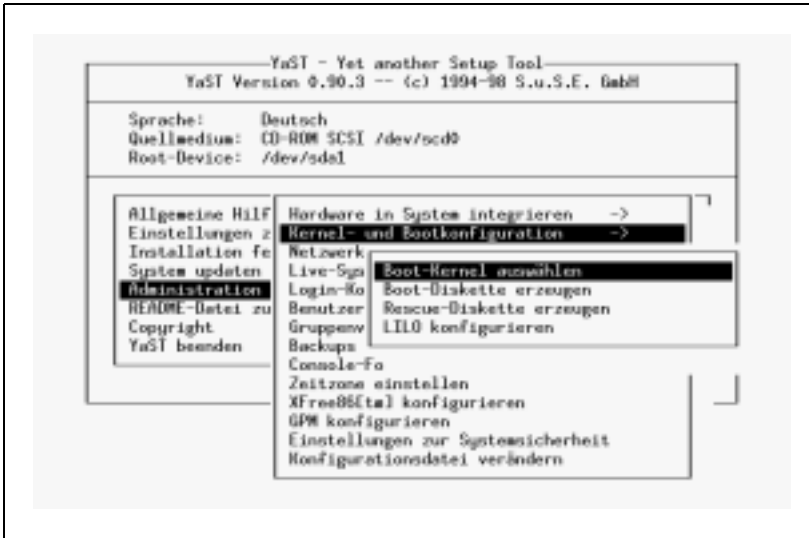 YaST - Yet another Setup Tool
YaST Version 0.90.3 -- (c) 1994-98 S.u.S.E. GmbH
Sprache: Deutsch
Quellmedium: CD-ROM SCSI /dev/scd0
Root-Device: /dev/sda1
Allgemeine Hilf
Einstellungen z
Installation fe
System updaten
Administration
README-Datei zu
Copyright
YaST beenden
Hardware in System integrieren ->
Kernel- und Bootkonfiguration ->
Netzwerk
Live-Sys
Login-Ko
Benutzer
Gruppenv
Backups
Console-Fo
Zeitzone einstellen
XFree86[tm] konfigurieren
GPM konfigurieren
Einstellungen zur Systemsicherheit
Konfigurationsdatei verändern
Boot-Kernel auswählen
Boot-Diskette erzeugen
Rescue-Diskette erzeugen
LILO konfigurieren